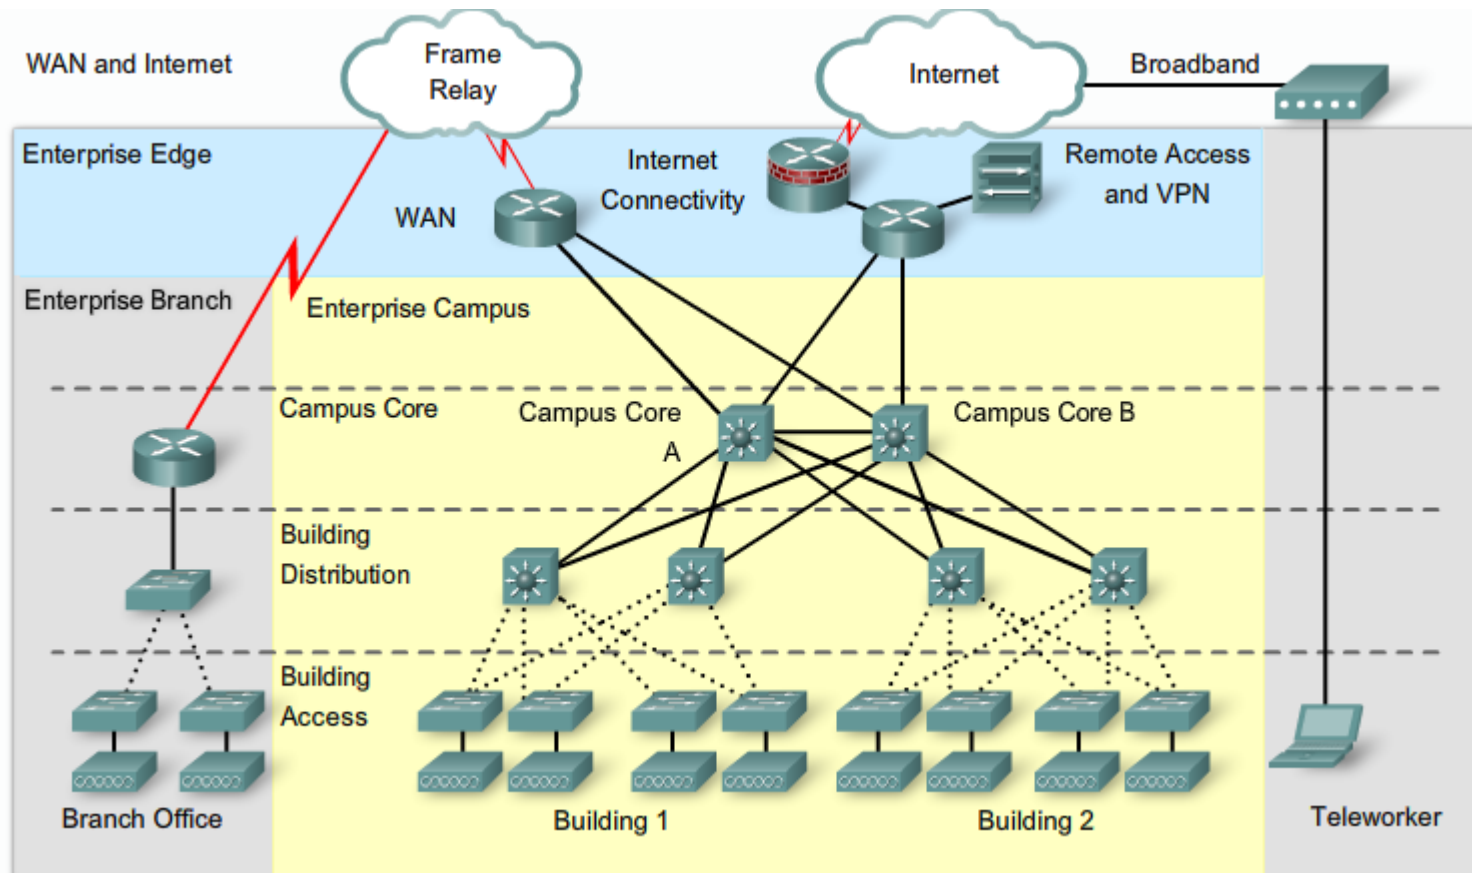 WAN and Internet
Frame
Relay
Internet
Broadband
Enterprise Edge
WAN
Internet
Connectivity
Remote Access
and VPN
Enterprise Branch
Enterprise Campus
Campus Core
Campus Core
A
Campus Core B
Building
Distribution
Building
Access
Branch Office
Building 1
Building 2
Teleworker